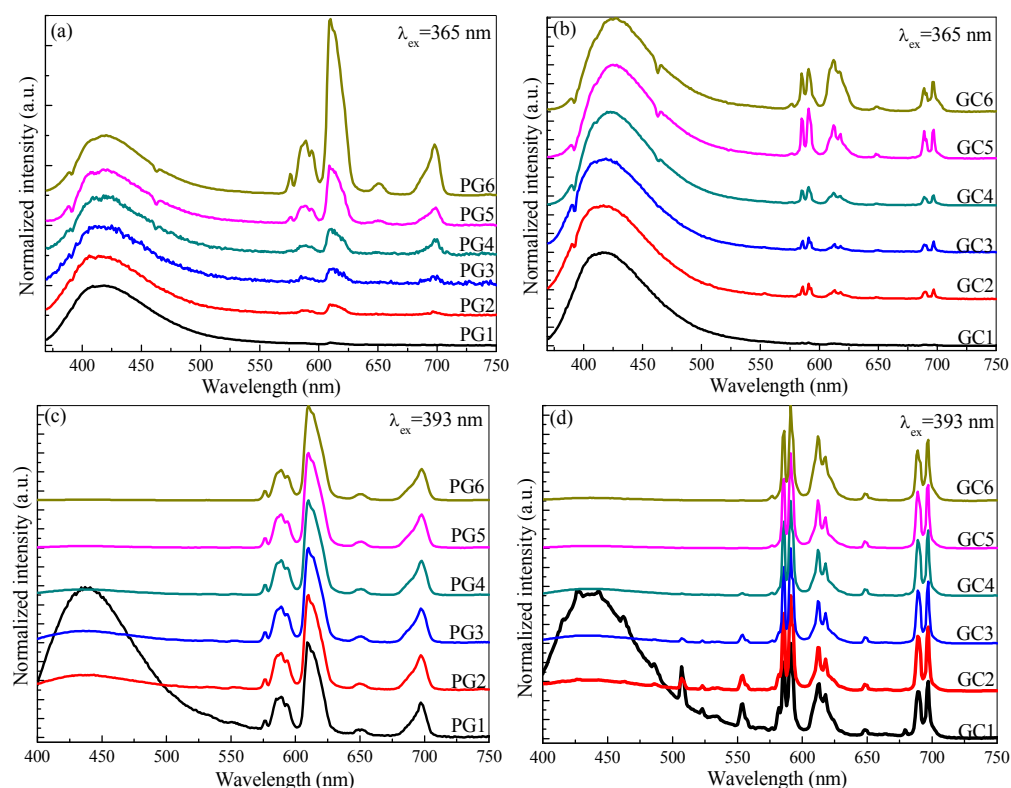 (a)
λex=365 nm
PG6
PG5
PG4
PG3
PG2
PG1
Normalized intensity (a.u.)
400 450 500 550 600 650 700 750
Wavelength (nm)
(b)
λex=365 nm
GC6
GC5
GC4
GC3
GC2
GC1
Normalized intensity (a.u.)
400 450 500 550 600 650 700 750
Wavelength (nm)
(c)
λex=393 nm
PG6
PG5
PG4
PG3
PG2
PG1
Normalized intensity (a.u.)
400 450 500 550 600 650 700 750
Wavelength (nm)
(d)
λex=393 nm
GC6
GC5
GC4
GC3
GC2
GC1
Normalized intensity (a.u.)
400 450 500 550 600 650 700 750
Wavelength (nm)